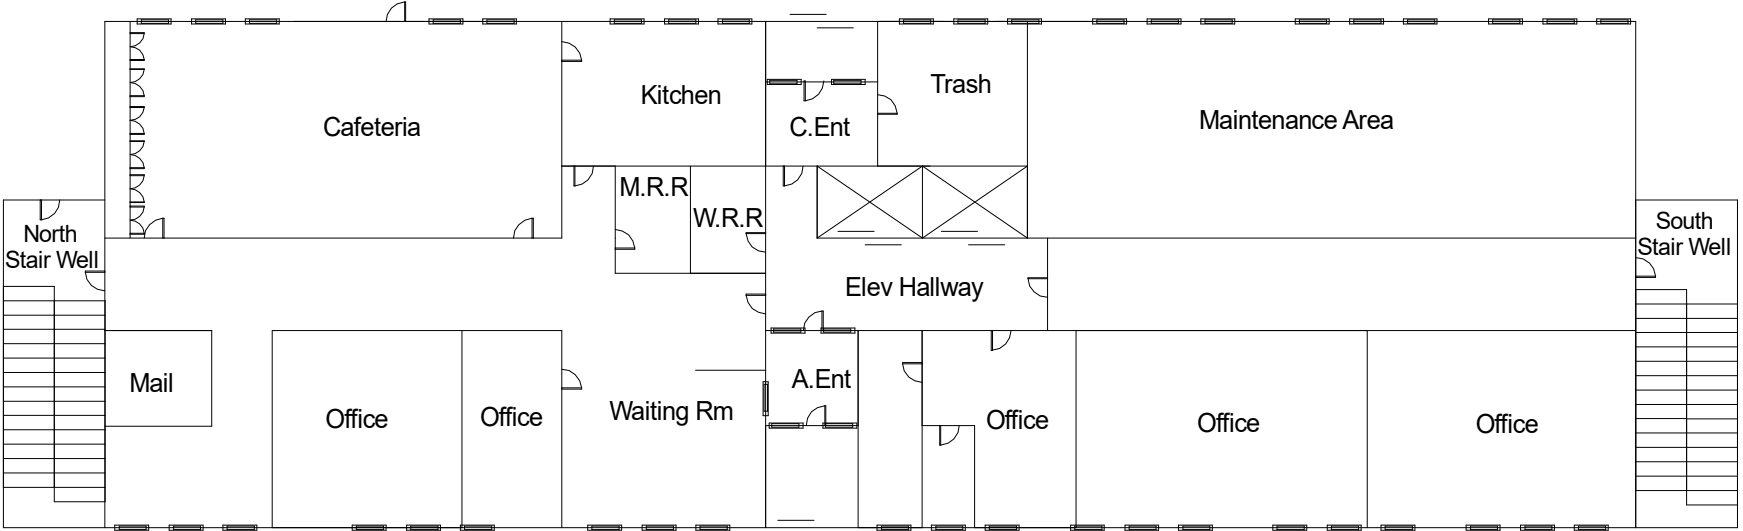 Cafeteria
Kitchen
C.Ent
Trash
Maintenance Area
M.R.R
W.R.R
North
Stair Well
South
Stair Well
Elev Hallway
Mail
Office
Office
Waiting Rm
A.Ent
Office
Office
Office